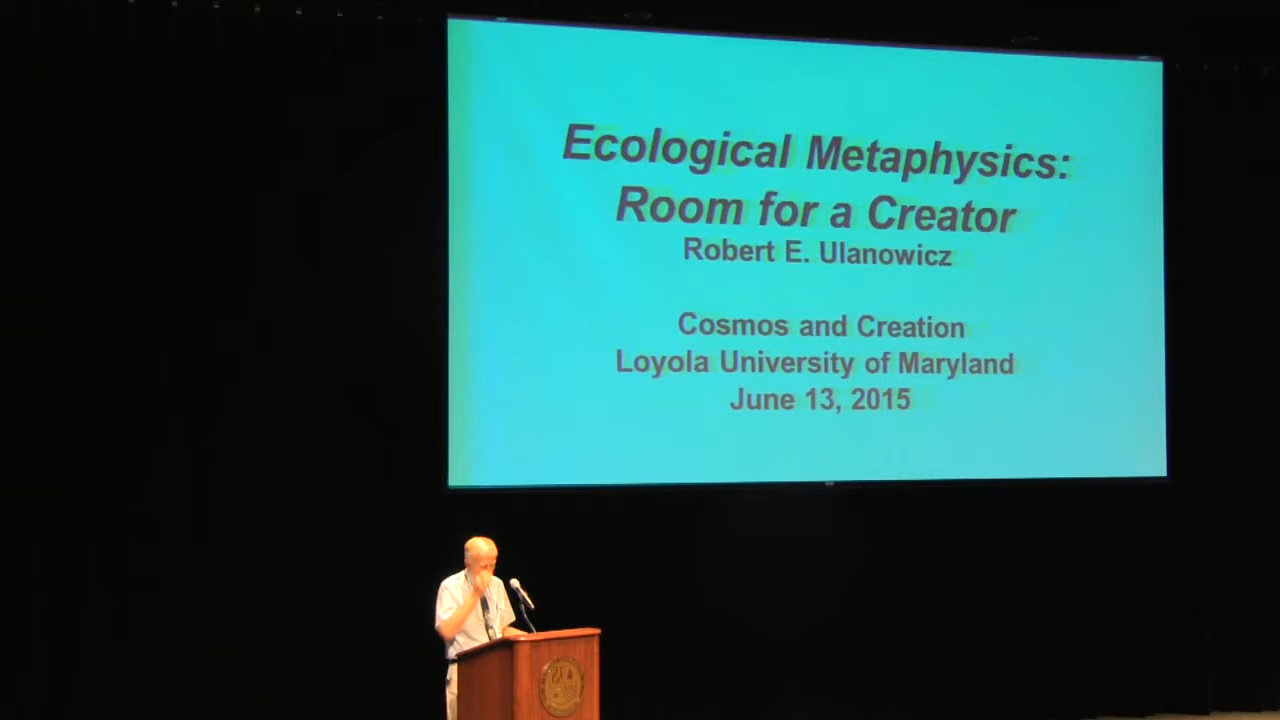 Ecological Metaphysics:
Room for a Creator
Robert E. Ulanowicz
Cosmos and Creation
Loyola University of Maryland
June 13, 2015